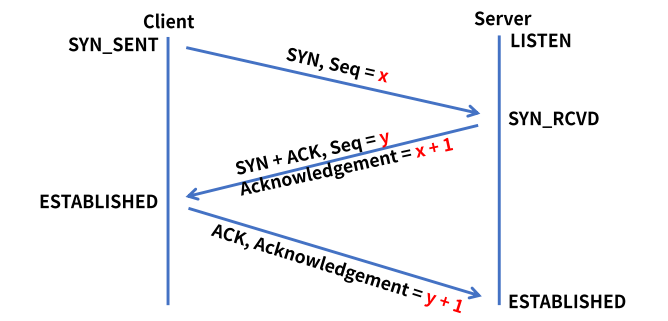 Client
Server
SYN_SENT
LISTEN
SYN, Seq = x
SYN_RCVD
SYN + ACK, Seq = y
Acknowledgement = x + 1
ESTABLISHED
ACK, Acknowledgement = y + 1
ESTABLISHED